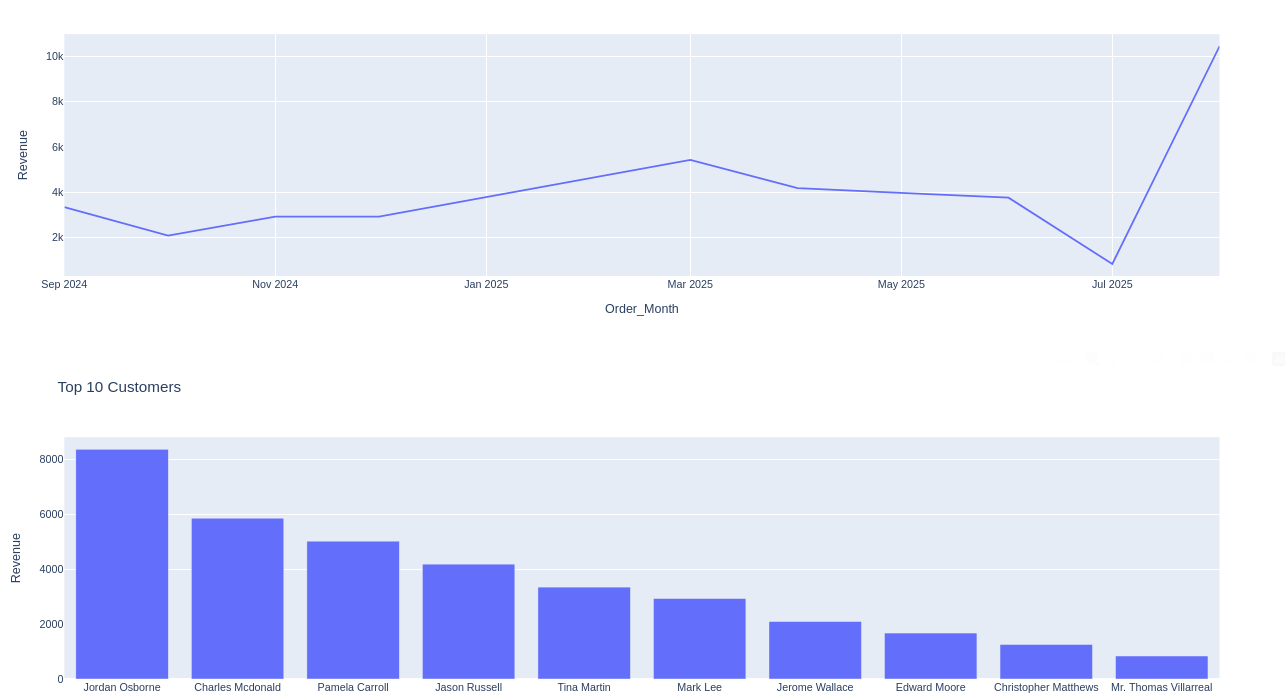 10k
8k
6k
4k
2k
Revenue
Sep 2024 Nov 2024 Jan 2025 Mar 2025 May 2025 Jul 2025
Order_Month
Top 10 Customers
8000
6000
4000
2000
0
Revenue
Jordan Osborne Charles Mcdonald Pamela Carroll Jason Russell Tina Martin Mark Lee Jerome Wallace Edward Moore Christopher Matthews Mr. Thomas Villarreal